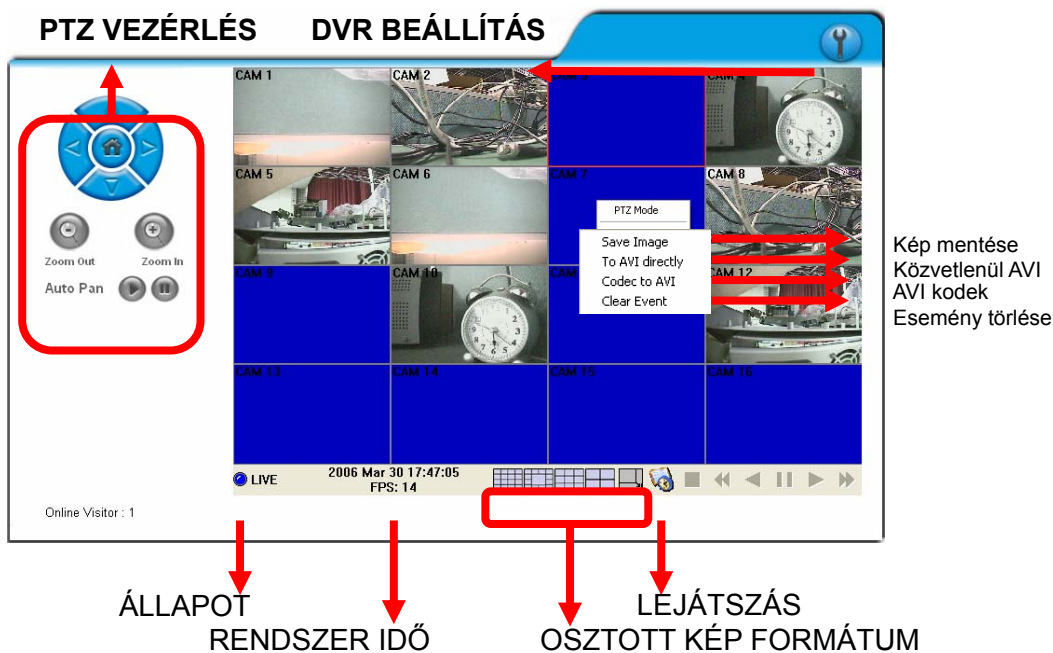 PTZ VEZÉRLÉS DVR BEÁLLÍTÁS
CAM 1
CAM 2
CAM 3
CAM 4
CAM 5
CAM 6
CAM 7
CAM 8
PTZ Mode
Save Image
To AVI directly
Codec to AVI
Clear Event
Kép mentése
Közvetlenül AVI
AVI kodek
Esemény törlése
Zoom Out
Zoom In
Auto Pan
CAM 9
CAM 10
CAM 12
CAM 13
CAM 14
CAM 15
CAM 16
LIVE
2006 Mar 30 17:47:05
FPS: 14
Online Visitor : 1
ÁLLAPOT
LEJÁTSZÁS
RENDSZER IDŐ
OSZTOTT KÉP FORMÁTUM